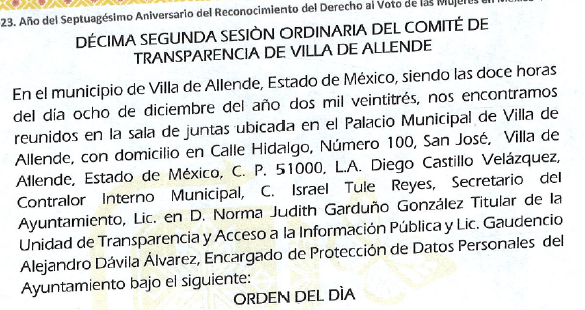 23. Año del Septuagésimo Aniversario del Reconocimiento del Derecho al Voto de las Mujeres en
DÉCIMA SEGUNDA SESIÒN ORDINARIA DEL COMITÉ DE
TRANSPARENCIA DE VILLA DE ALLENDE
En el municipio de Villa de Allende, Estado de México, siendo las doce horas
del día ocho de diciembre del año dos mil veintitrés, nos encontramos
reunidos en la sala de juntas ubicada en el Palacio Municipal de Villa de
Allende, con domicilio en Calle Hidalgo, Número 100, San José, Villa de
Allende, Estado de México, C. P. 51000, L.A. Diego Castillo Velázquez,
Contralor Interno Municipal, C. Israel Tule Reyes, Secretario del
Ayuntamiento, Lic. en D. Norma Judith Garduño González Titular de la
Unidad de Transparencia y Acceso a la Información Pública y Lic. Gaudencio
Alejandro Dávila Álvarez, Encargado de Protección de Datos Personales del
Ayuntamiento bajo el siguiente:
ORDEN DEL DÌA